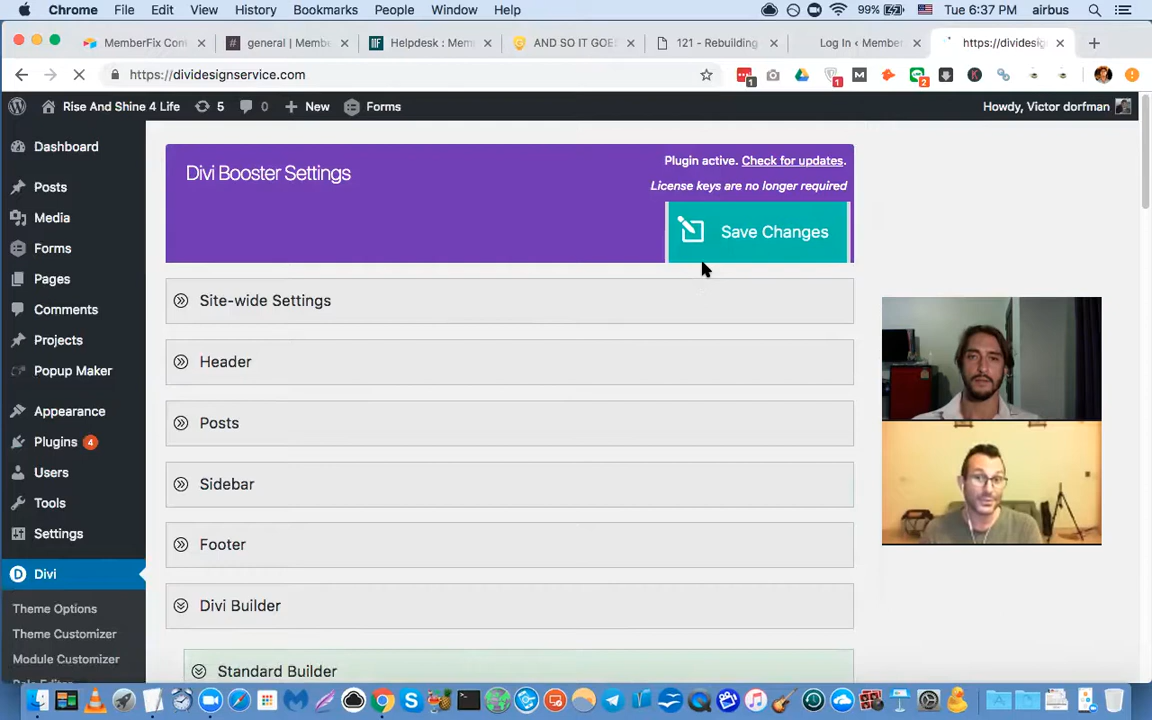 Chrome File Edit View History Bookmarks People Window Help 99% Tue 6:37 PM airbus
MemberFix Con general | Membe Helpdesk : Mem AND SO IT GOES 121 - Rebuilding Log In ‹ Member https://dividesig
https://dividesignservice.com
Rise And Shine 4 Life 5 0 New Forms Howdy, Victor dorfman
Dashboard
Posts
Media
Forms
Pages
Comments
Projects
Popup Maker
Appearance
Plugins 4
Users
Tools
Settings
Divi
Theme Options
Theme Customizer
Module Customizer
Divi Booster Settings
Plugin active. Check for updates.
License keys are no longer required
Save Changes
Site-wide Settings
Header
Posts
Sidebar
Footer
Divi Builder
Standard Builder